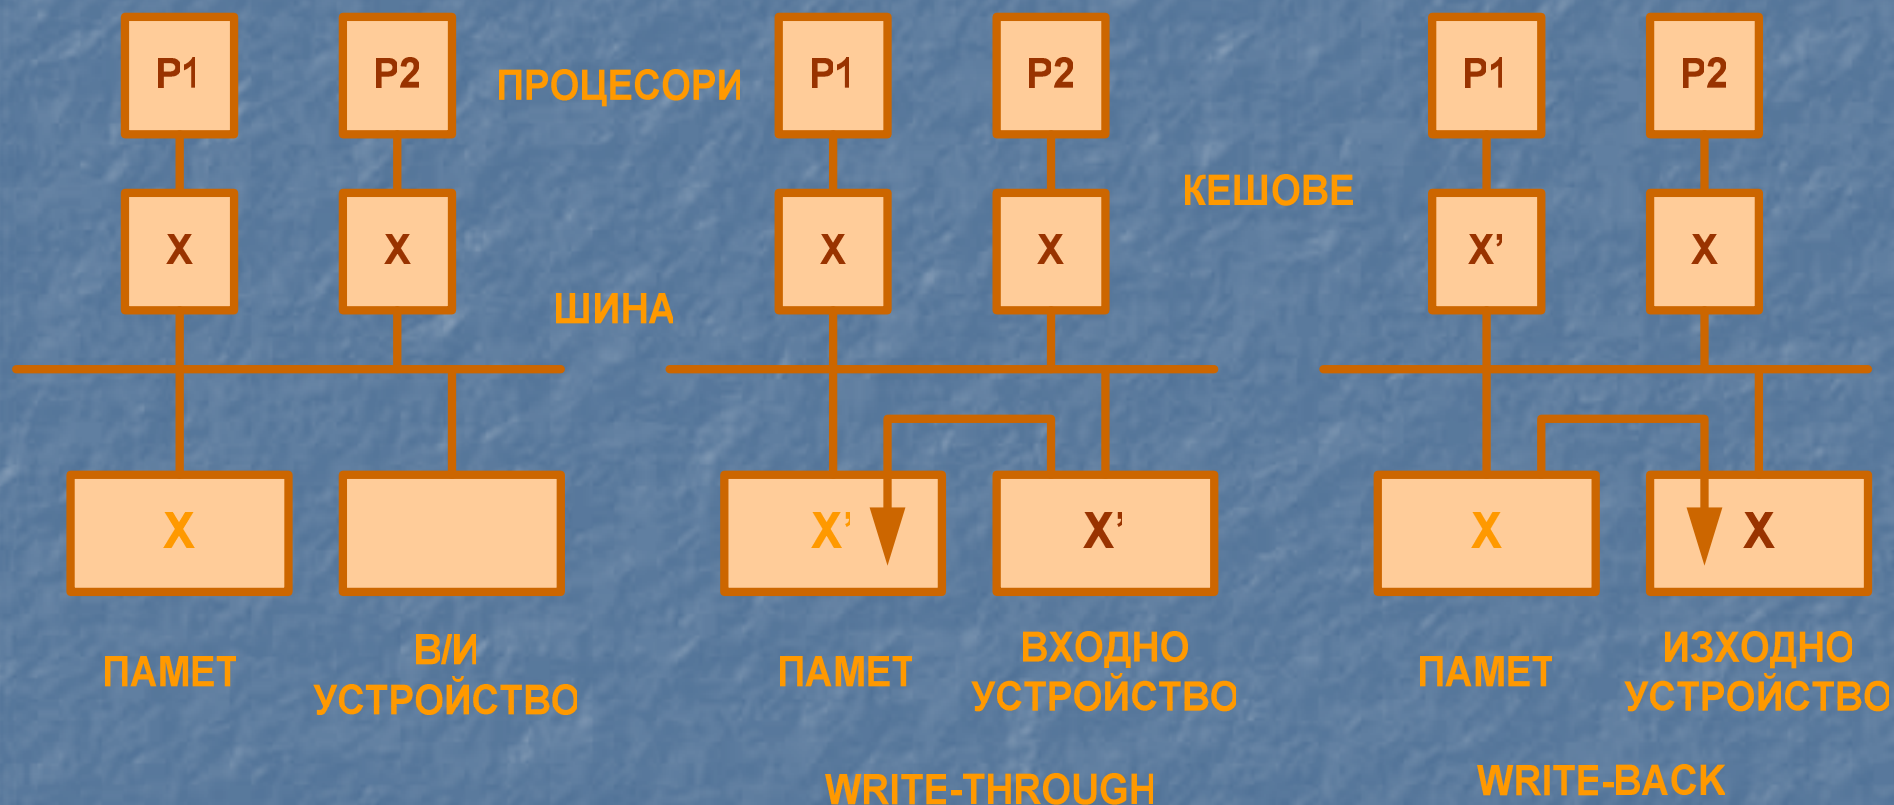 P1
P2
ПРОЦЕСОРИ
P1
P2
P1
P2
КЕШОВЕ
X
X
X
X
X’
X
ШИНА
X
X’
X’
X
X
ПАМЕТ
В/И
УСТРОЙСТВО
ПАМЕТ
ВХОДНО
УСТРОЙСТВО
ПАМЕТ
ИЗХОДНО
УСТРОЙСТВО
WRITE-THROUGH
WRITE-BACK